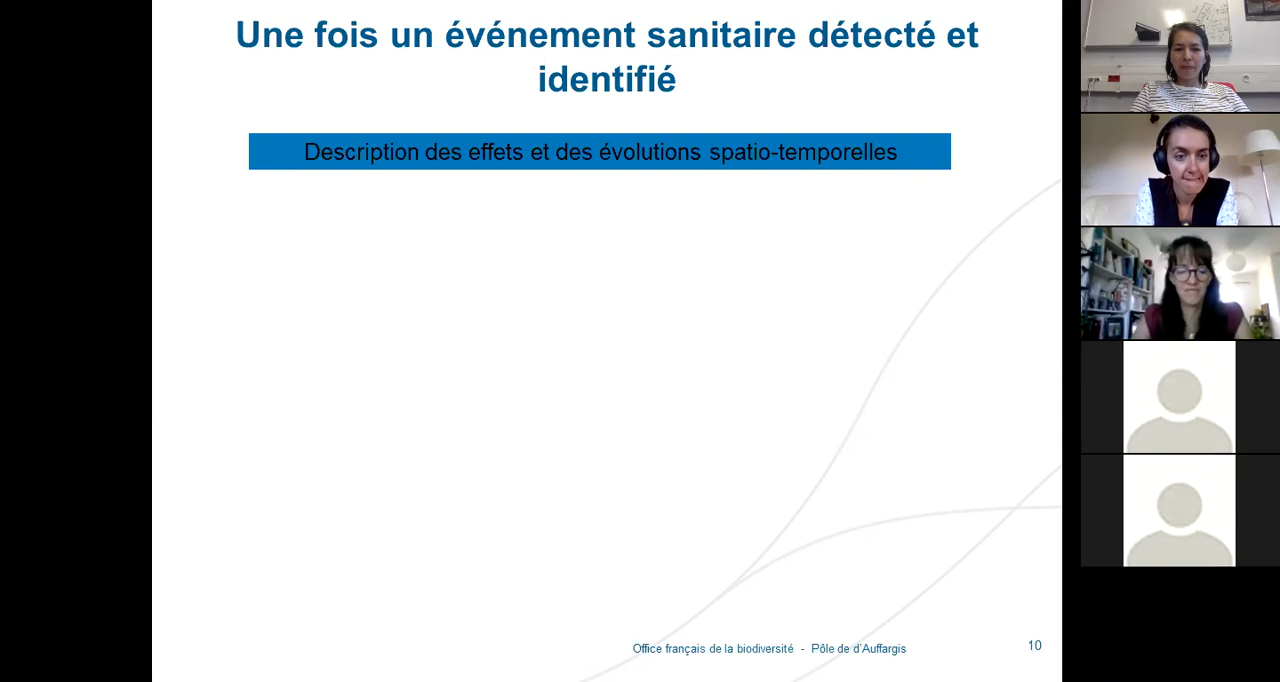 Une fois un événement sanitaire détecté et
identifié
Description des effets et des évolutions spatio-temporelles
Office français de la biodiversité - Pôle de d'Auffargis
10